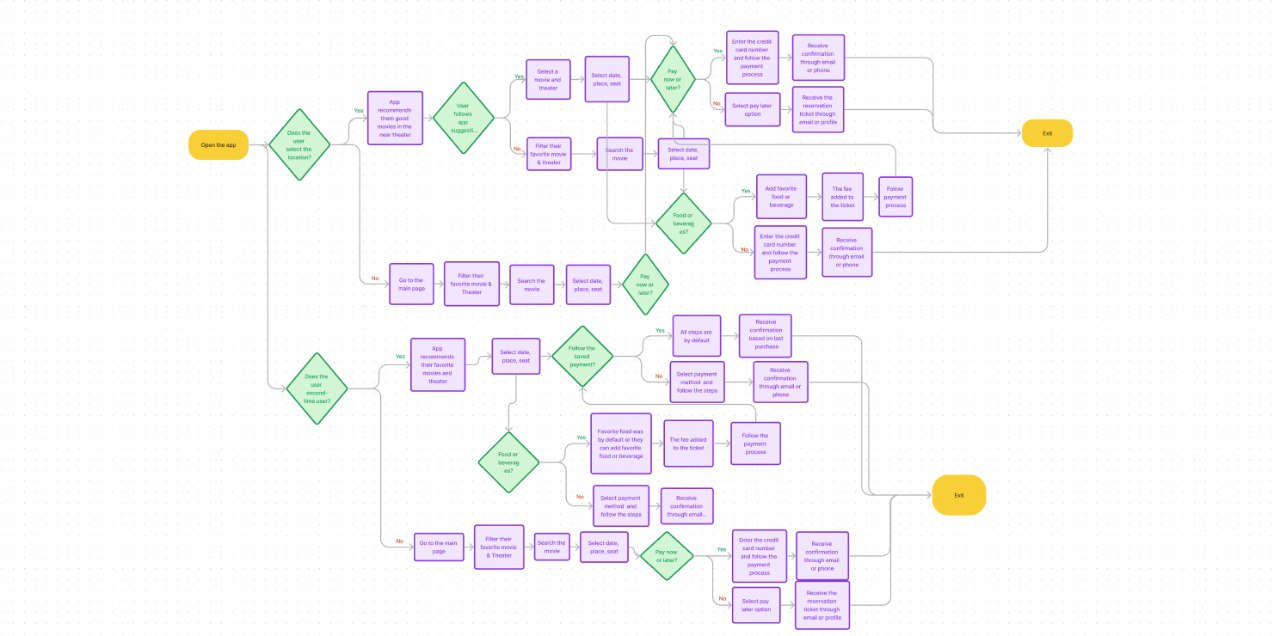 Open the app
Does the
user
select the
location?
Yes
App
recommends
them good
movies in the
near theater
User
follows
app
suggesti...
Yes
Select a
movie and
theater
Select date,
place, seat
Pay
now or
later?
Yes
Enter the credit
card number
and follow the
payment
process
Receive
confirmation
through email
or phone
No
Select pay later
option
Receive the
reservation
ticket through
email or profile
Exit
No
Filter their
favorite movie
& theater
Search the
movie
Select date,
place, seat
Food or
beverag
es?
Yes
Add favorite
food or
beverage
The fee
added to
the ticket
Follow
payment
process
No
Enter the credit
card number
and follow the
payment
process
Receive
confirmation
through email
or phone
No
Go to the
main page
Filter their
favorite movie &
Theater
Search the
movie
Select date,
place, seat
Pay
now or
later?
Does the
user
second-
time user?
Yes
App
recommends
their favorite
movies and
theater
Select date,
place, seat
Follow the
saved
payment?
Yes
All steps are
by default
Receive
confirmation
based on last
purchase
No
Select payment
method and
follow the steps
Receive
confirmation
through email or
phone
Food or
beverag
es?
Yes
Favorite food was
by default or they
can add favorite
food or beverage
The fee added
to the ticket
Follow the
payment
process
No
Select payment
method and
follow the steps
Receive
confirmation
through email...
Exit
No
Go to the main
page
Filter their
favorite movie
& Theater
Search the
movie
Select date,
place, seat
Pay now
or later?
Yes
Enter the credit
card number
and follow the
payment
process
Receive
confirmation
through email
or phone
No
Select pay
later option
Receive the
reservation
ticket through
email or profile